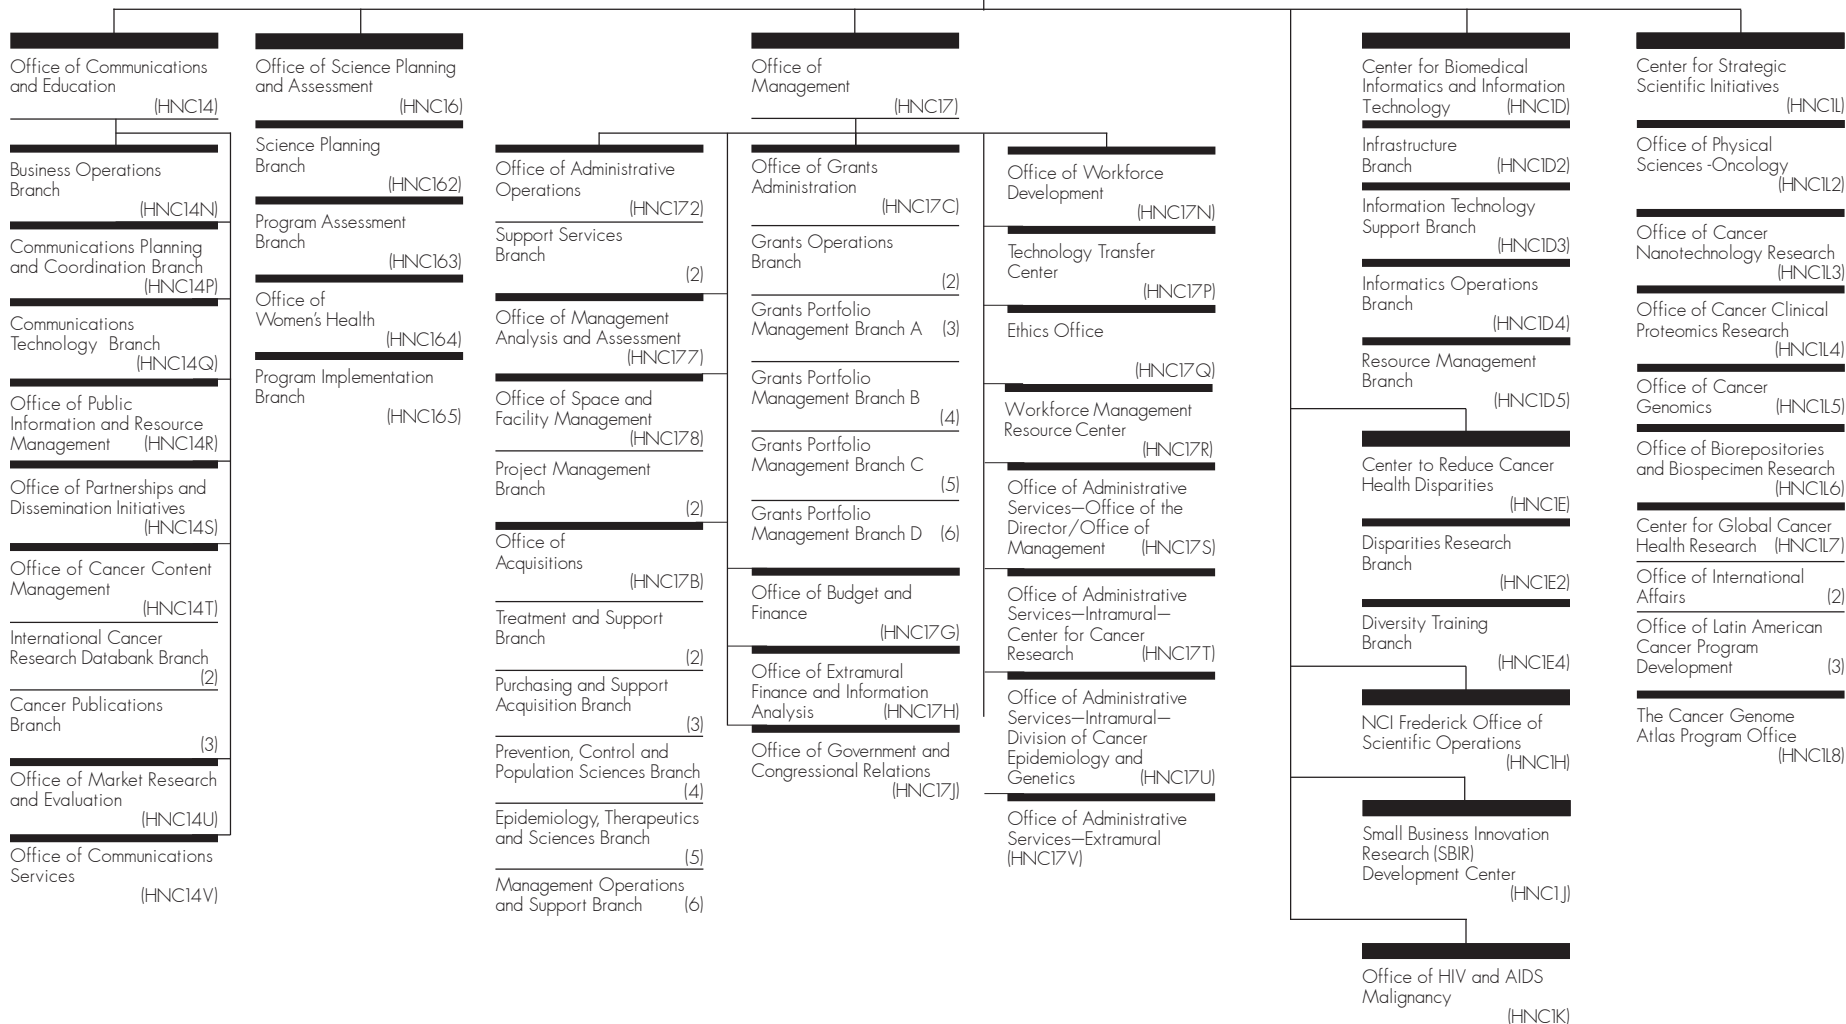 Office of Communications
and Education
(HNC14)
Business Operations
Branch
(HNC14N)
Communications Planning
and Coordination Branch
(HNC14P)
Communications
Technology Branch
(HNC14Q)
Office of Public
Information and Resource
Management (HNC14R)
Office of Partnerships and
Dissemination Initiatives
(HNC14S)
Office of Cancer Content
Management
(HNC14T)
International Cancer
Research Databank Branch
(2)
Cancer Publications
Branch
(3)
Office of Market Research
and Evaluation
(HNC14U)
Office of Communications
Services
(HNC14V)
Office of Science Planning
and Assessment
(HNC16)
Science Planning
Branch
(HNC162)
Program Assessment
Branch
(HNC163)
Office of
Women's Health
(HNC164)
Program Implementation
Branch
(HNC165)
Office of
Management
(HNC17)
Office of Administrative
Operations
(HNC172)
Support Services
Branch
(2)
Office of Management
Analysis and Assessment
(HNC177)
Office of Space and
Facility Management
(HNC178)
Project Management
Branch
(2)
Office of
Acquisitions
(HNC17B)
Treatment and Support
Branch
(2)
Purchasing and Support
Acquisition Branch
(3)
Prevention, Control and
Population Sciences Branch
(4)
Epidemiology, Therapeutics
and Sciences Branch
(5)
Management Operations
and Support Branch (6)
Office of Grants
Administration
(HNC17C)
Grants Operations
Branch
(2)
Grants Portfolio
Management Branch A (3)
Grants Portfolio
Management Branch B
(4)
Grants Portfolio
Management Branch C
(5)
Grants Portfolio
Management Branch D (6)
Office of Budget and
Finance
(HNC17G)
Office of Extramural
Finance and Information
Analysis (HNC17H)
Office of Government and
Congressional Relations
(HNC17J)
Office of Workforce
Development
(HNC17N)
Technology Transfer
Center
(HNC17P)
Ethics Office
(HNC17Q)
Workforce Management
Resource Center
(HNC17R)
Office of Administrative
Services—Office of the
Director/Office of
Management (HNC17S)
Office of Administrative
Services—Intramural—
Center for Cancer
Research (HNC17T)
Office of Administrative
Services—Intramural—
Division of Cancer
Epidemiology and
Genetics (HNC17U)
Office of Administrative
Services—Extramural
(HNC17V)
Center for Biomedical
Informatics and Information
Technology (HNC1D)
Infrastructure
Branch (HNC1D2)
Information Technology
Support Branch
(HNC1D3)
Informatics Operations
Branch
(HNC1D4)
Resource Management
Branch
(HNC1D5)
Center to Reduce Cancer
Health Disparities
(HNC1E)
Disparities Research
Branch
(HNC1E2)
Diversity Training
Branch
(HNC1E4)
NCI Frederick Office of
Scientific Operations
(HNC1H)
Small Business Innovation
Research (SBIR)
Development Center
(HNC1J)
Office of HIV and AIDS
Malignancy
(HNC1K)
Center for Strategic
Scientific Initiatives
(HNC1L)
Office of Physical
Sciences -Oncology
(HNC1L2)
Office of Cancer
Nanotechnology Research
(HNC1L3)
Office of Cancer Clinical
Proteomics Research
(HNC1L4)
Office of Cancer
Genomics (HNC1L5)
Office of Biorepositories
and Biospecimen Research
(HNC1L6)
Center for Global Cancer
Health Research (HNC1L7)
Office of International
Affairs (2)
Office of Latin American
Cancer Program
Development (3)
The Cancer Genome
Atlas Program Office
(HNC1L8)